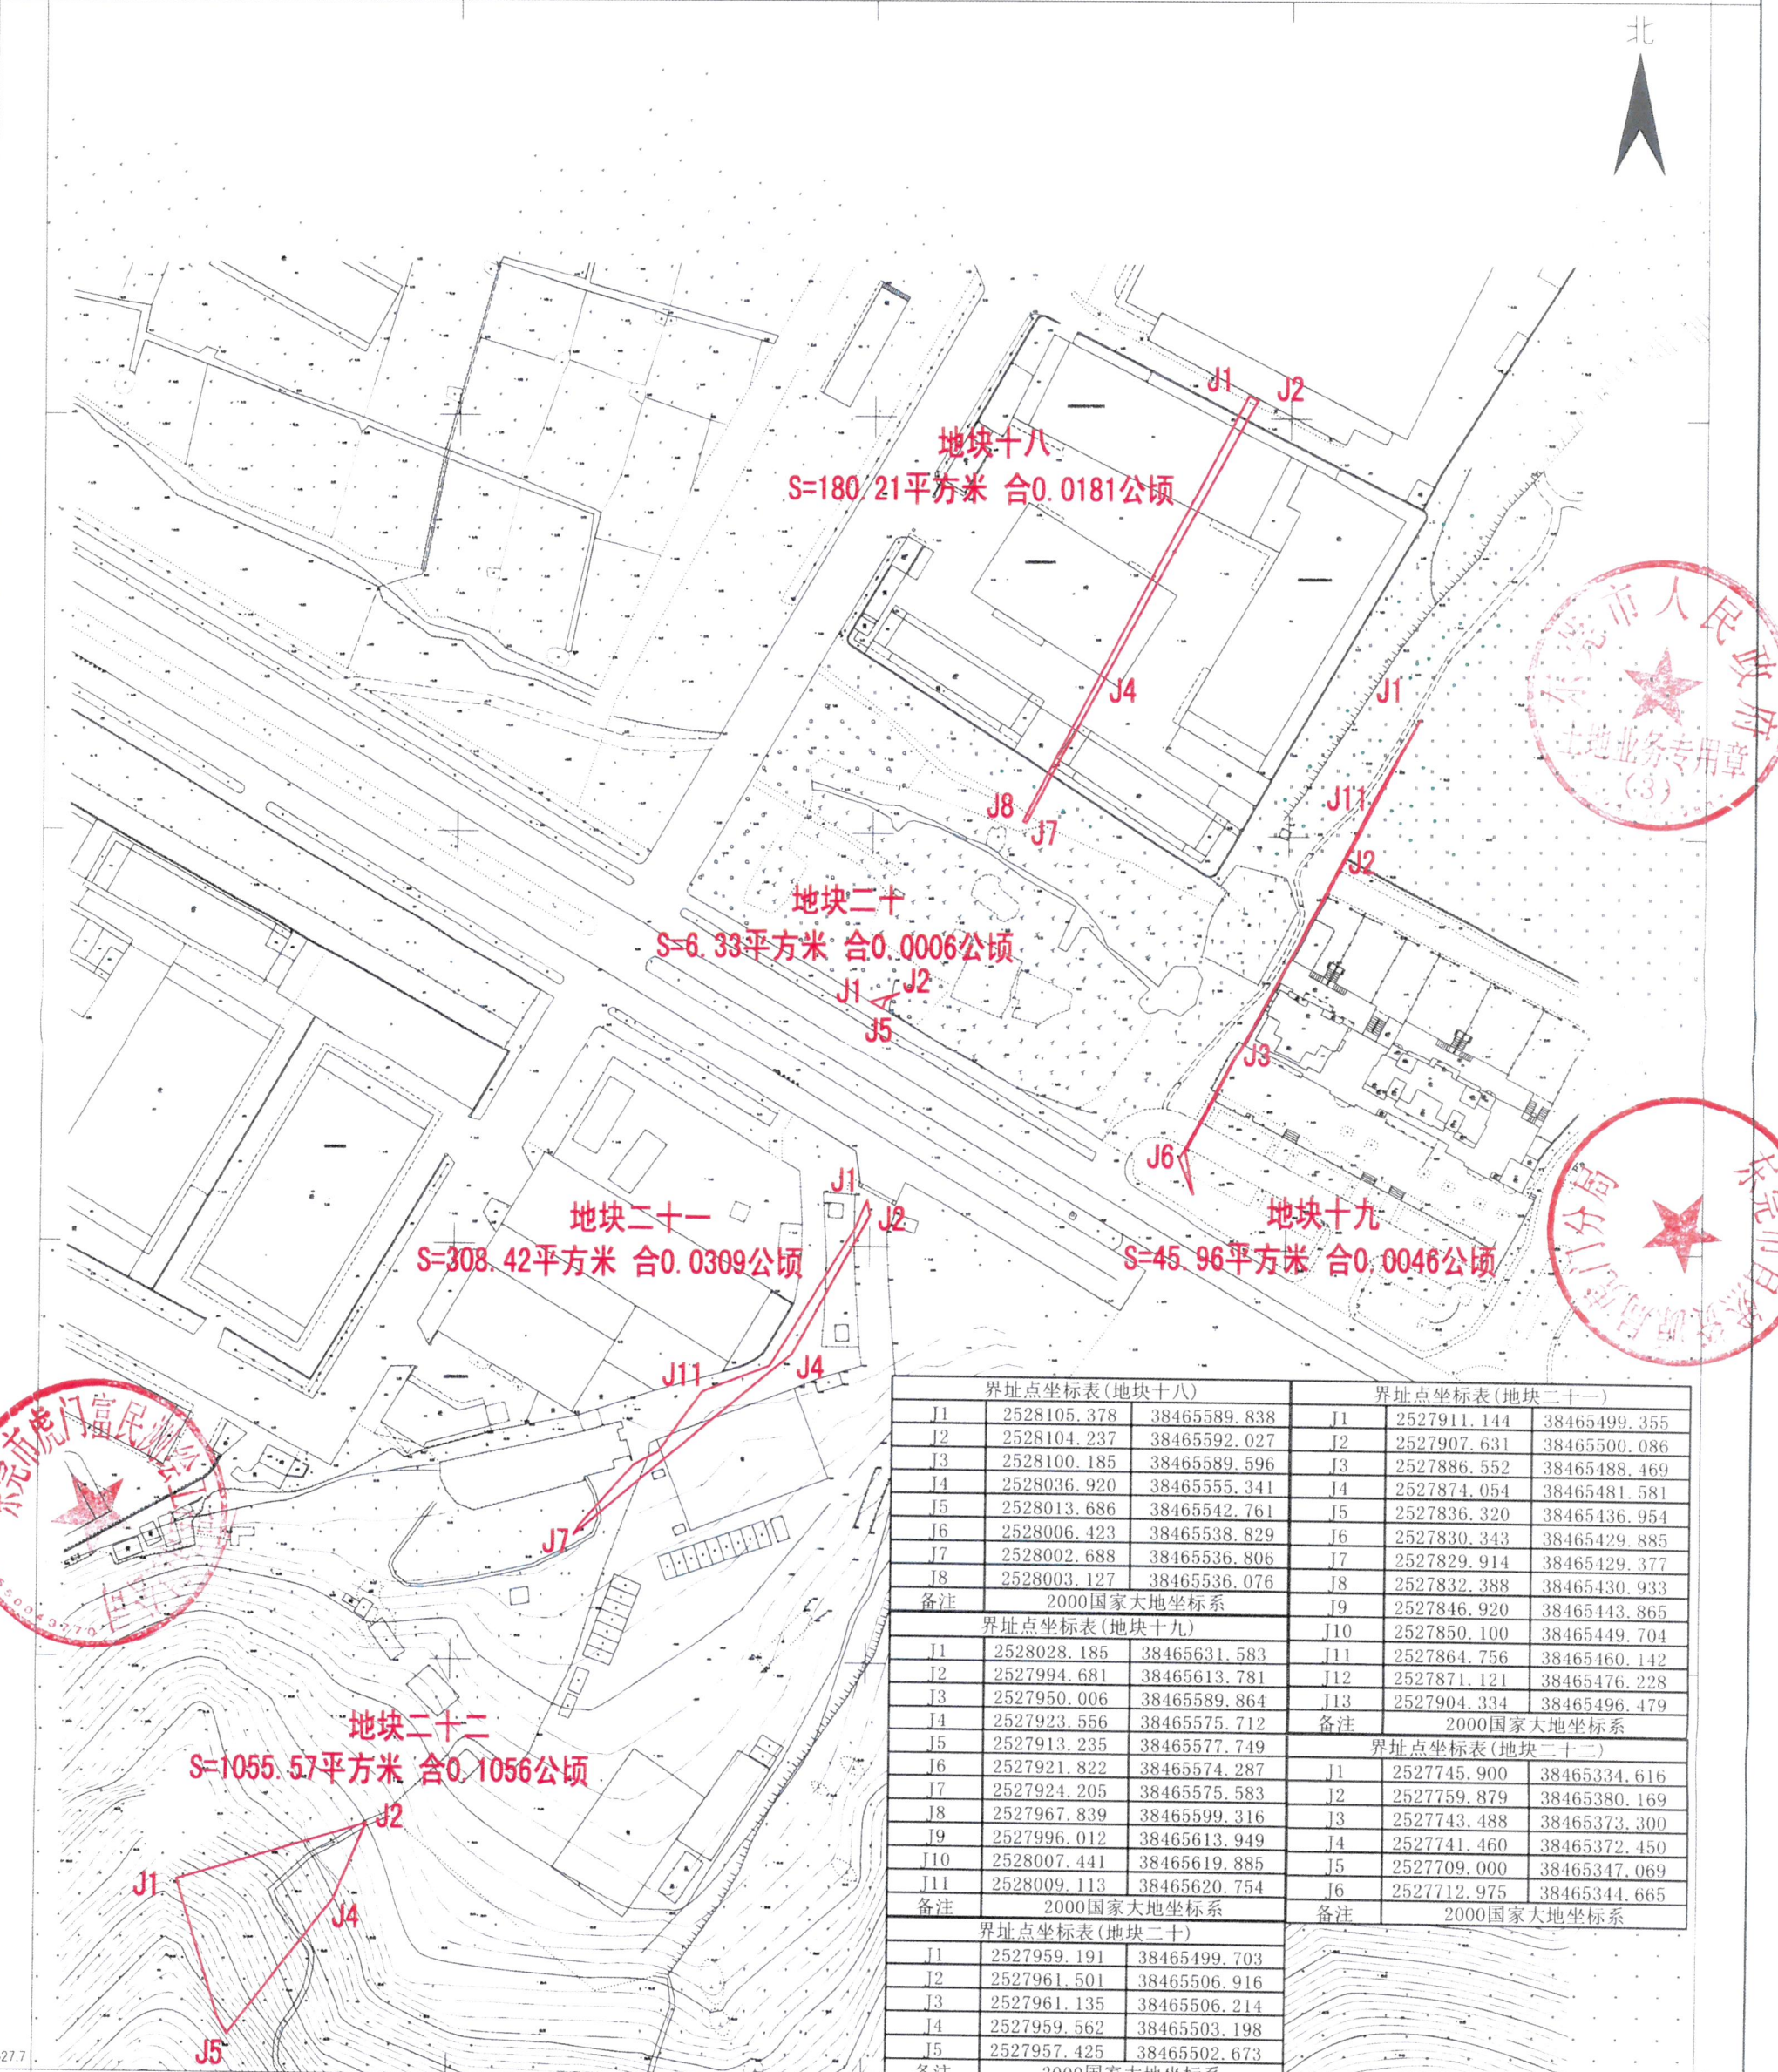 北
J1 J2
地块十八
S=180.21平方米 合0.0181公顷
J4
J1
J8
J7
J11
J2
地块二十
S=6.33平方米 合0.0006公顷
J1 J2
J5
J3
J6
地块十九
S=45.96平方米 合0.0046公顷
J1
J2
地块二十一
S=308.42平方米 合0.0309公顷
J11
J4
J7
地块二十二
S=1055.57平方米 合0.1056公顷
J2
J1
J4
J5
市人民政府
土地业务专用章
(3)
界址点坐标表(地块十八)
J1 2528105.378 38465589.838
J2 2528104.237 38465592.027
J3 2528100.185 38465589.596
J4 2528036.920 38465555.341
J5 2528013.686 38465542.761
J6 2528006.423 38465538.829
J7 2528002.688 38465536.806
J8 2528003.127 38465536.076
备注 2000国家大地坐标系
界址点坐标表(地块十九)
J1 2528028.185 38465631.583
J2 2527994.681 38465613.781
J3 2527950.006 38465589.864
J4 2527923.556 38465575.712
J5 2527913.235 38465577.749
J6 2527921.822 38465574.287
J7 2527924.205 38465575.583
J8 2527967.839 38465599.316
J9 2527996.012 38465613.949
J10 2528007.441 38465619.885
J11 2528009.113 38465620.754
备注 2000国家大地坐标系
界址点坐标表(地块二十)
J1 2527959.191 38465499.703
J2 2527961.501 38465506.916
J3 2527961.135 38465506.214
J4 2527959.562 38465503.198
J5 2527957.425 38465502.673
备注 2000国家大地坐标系
界址点坐标表(地块二十一)
J1 2527911.144 38465499.355
J2 2527907.631 38465500.086
J3 2527886.552 38465488.469
J4 2527874.054 38465481.581
J5 2527836.320 38465436.954
J6 2527830.343 38465429.885
J7 2527829.914 38465429.377
J8 2527832.388 38465430.933
J9 2527846.920 38465443.865
J10 2527850.100 38465449.704
J11 2527864.756 38465460.142
J12 2527871.121 38465476.228
J13 2527904.334 38465496.479
备注 2000国家大地坐标系
界址点坐标表(地块二十二)
J1 2527745.900 38465334.616
J2 2527759.879 38465380.169
J3 2527743.488 38465373.300
J4 2527741.460 38465372.450
J5 2527709.000 38465347.069
J6 2527712.975 38465344.665
备注 2000国家大地坐标系
27.7